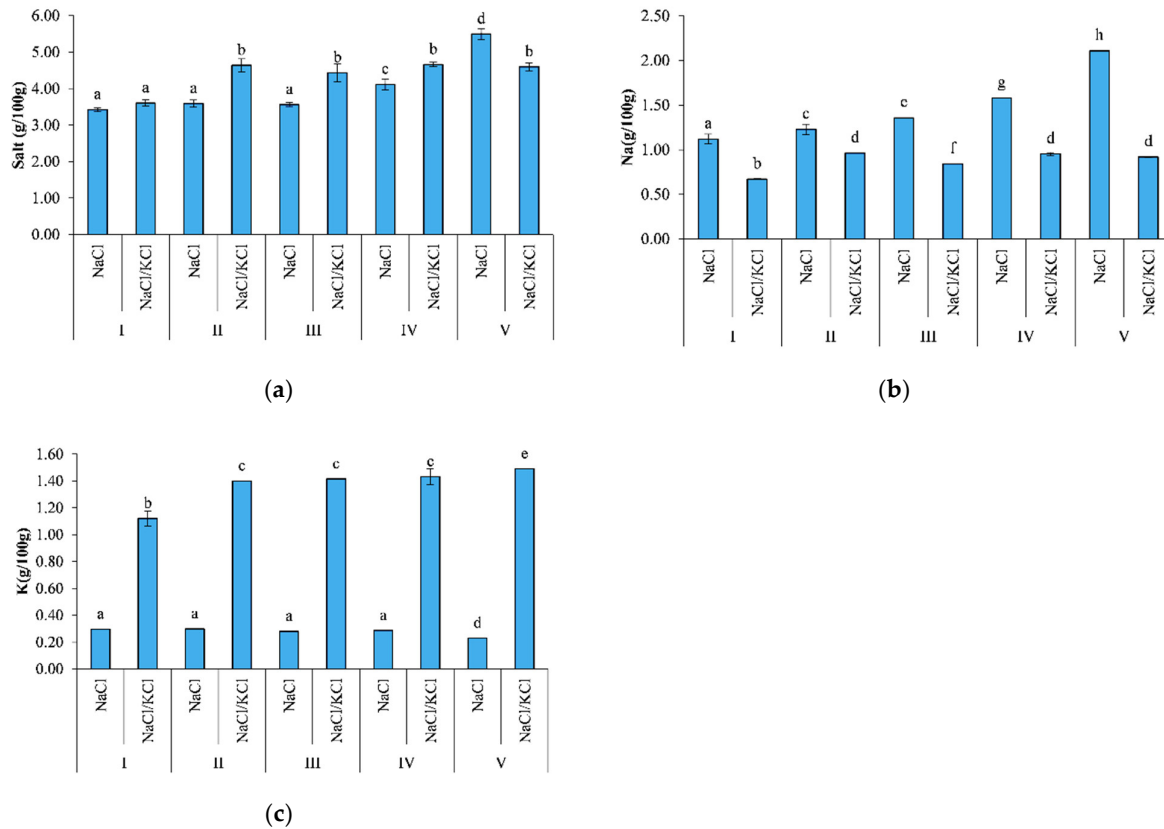 6.00
5.00
4.00
3.00
2.00
1.00
0.00
Salt (g/100g)
a a a b a b c b d b
NaCl NaCl/KCl NaCl NaCl/KCl NaCl NaCl/KCl NaCl NaCl/KCl NaCl NaCl/KCl
I II III IV V
(a)
2.50
2.00
1.50
1.00
0.50
0.00
Na(g/100g)
a b c d c f g d h d
NaCl NaCl/KCl NaCl NaCl/KCl NaCl NaCl/KCl NaCl NaCl/KCl NaCl NaCl/KCl
I II III IV V
(b)
1.60
1.40
1.20
1.00
0.80
0.60
0.40
0.20
0.00
K(g/100g)
a b a c a c a c d e
NaCl NaCl/KCl NaCl NaCl/KCl NaCl NaCl/KCl NaCl NaCl/KCl NaCl NaCl/KCl
I II III IV V
(c)